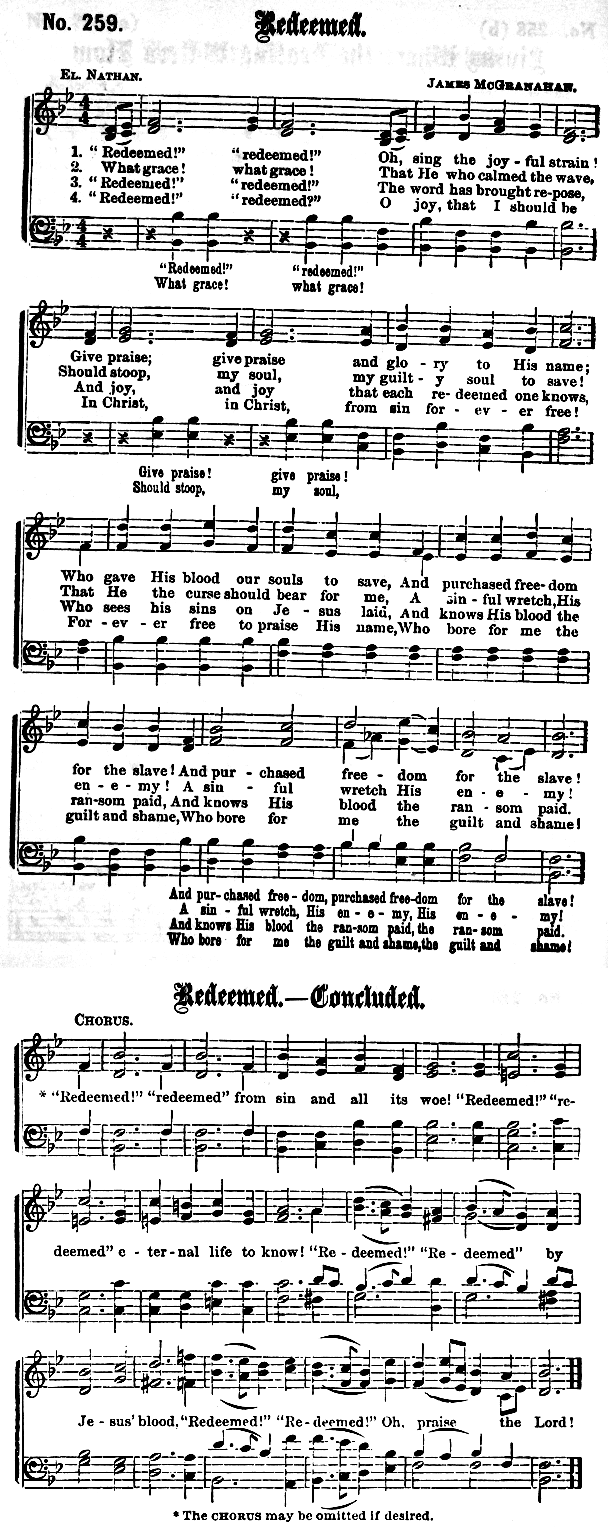 No. 259.
Redeemed.
EL. NATHAN.
JAMES MCGRANAHAN.
1. "Redeemed!" "redeemed!" Oh, sing the joy - ful strain!
2. What grace! what grace! That He who calmed the wave,
3. "Redeemed!" "redeemed!" The word has brought re-pose,
4. "Redeemed!" "redeemed?" O joy, that I should be
"Redeemed!" "redeemed!"
What grace! what grace!
Give praise; give praise and glo - ry to His name;
Should stoop, my soul, my guilt - y soul to save!
And joy, and joy that each re-deemed one knows,
In Christ, in Christ, from sin for - ev - er free!
Give praise! give praise!
Should stoop, my soul,
Who gave His blood our souls to save, And purchased free-dom
That He the curse should bear for me, A sin - ful wretch, His
Who sees his sins on Je - sus laid, And knows His blood the
For - ev - er free to praise His name, Who bore for me the
for the slave! And pur - chased free - dom for the slave!
en - e - my! A sin - ful wretch His en - e - my!
ran-som paid, And knows His blood the ran - som paid.
guilt and shame, Who bore for me the guilt and shame!
And pur-chased free-dom, purchased free-dom for the slave!
A sin - ful wretch, His en - e - my, His en - e - my!
And knows His blood the ran-som paid, the ran-som paid.
Who bore for me the guilt and shame, the guilt and shame!
Redeemed.—Concluded.
CHORUS.
* "Redeemed!" "redeemed" from sin and all its woe! "Redeemed!" "re-
deemed" e - ter-nal life to know! "Re - deemed!" "Re - deemed" by
Je - sus' blood, "Redeemed!" "Re-deemed!" Oh, praise the Lord!
* The CHORUS may be omitted if desired.